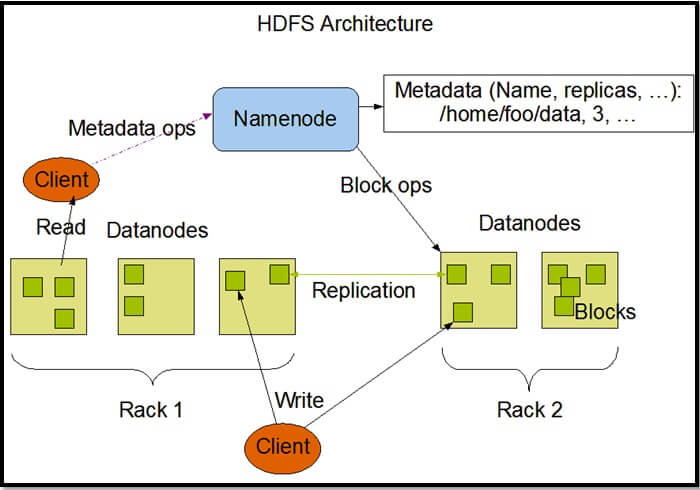 HDFS Architecture
Metadata (Name, replicas, …):
/home/foo/data, 3, …
Namenode
Metadata ops
Client
Block ops
Read
Datanodes
Datanodes
Replication
Blocks
Rack 1
Write
Rack 2
Client